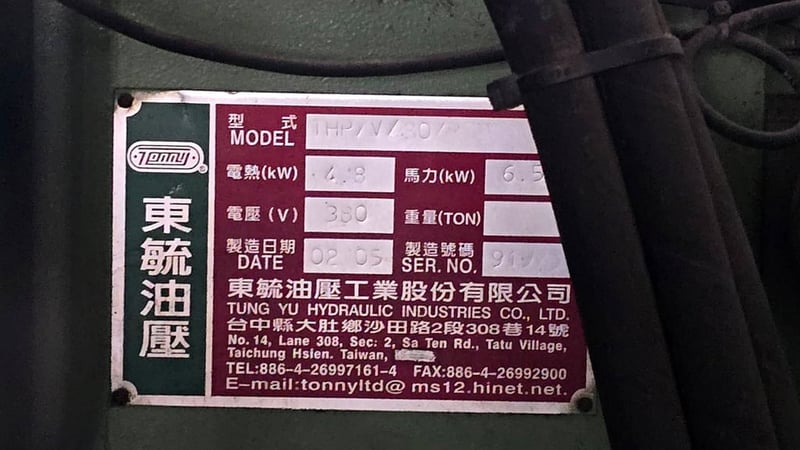 Tonny
東毓油壓
型式
MODEL THP/V/30/
電熱(kW) 4.8 馬力(kW) 6.5
電壓(V) 380 重量(TON)
製造日期 製造號碼
DATE 02 05 SER. NO. 91
東毓油壓工業股份有限公司
TUNG YU HYDRAULIC INDUSTRIES CO., LTD.
台中縣大肚鄉沙田路2段308巷14號
No. 14, Lane 308, Sec: 2, Sa Ten Rd., Tatu Village,
Taichung Hsien. Taiwan,
TEL:886-4-26997161-4 FAX:886-4-26992900
E-mail:tonnyltd@ ms12.hinet.net.